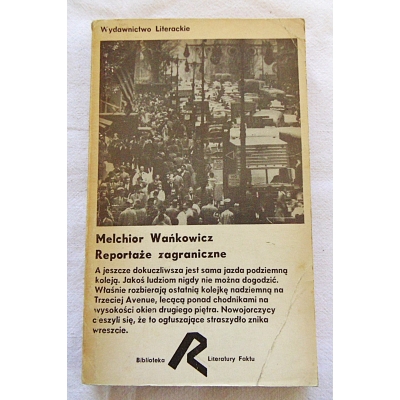 Wydawnictwo Literackie
Melchior Wańkowicz
Reportaże zagraniczne
A jeszcze dokuczliwsza jest sama jazda podziemną
koleją. Jakoś ludziom nigdy nie można dogodzić.
Właśnie rozbierają ostatnią kolejkę nadziemną na
Trzeciej Avenue, lecącą ponad chodnikami na
wysokości okien drugiego piętra. Nowojorczycy
cieszyli się, że to ogłuszające straszydło znika
wreszcie.
Biblioteka R Literatury Faktu